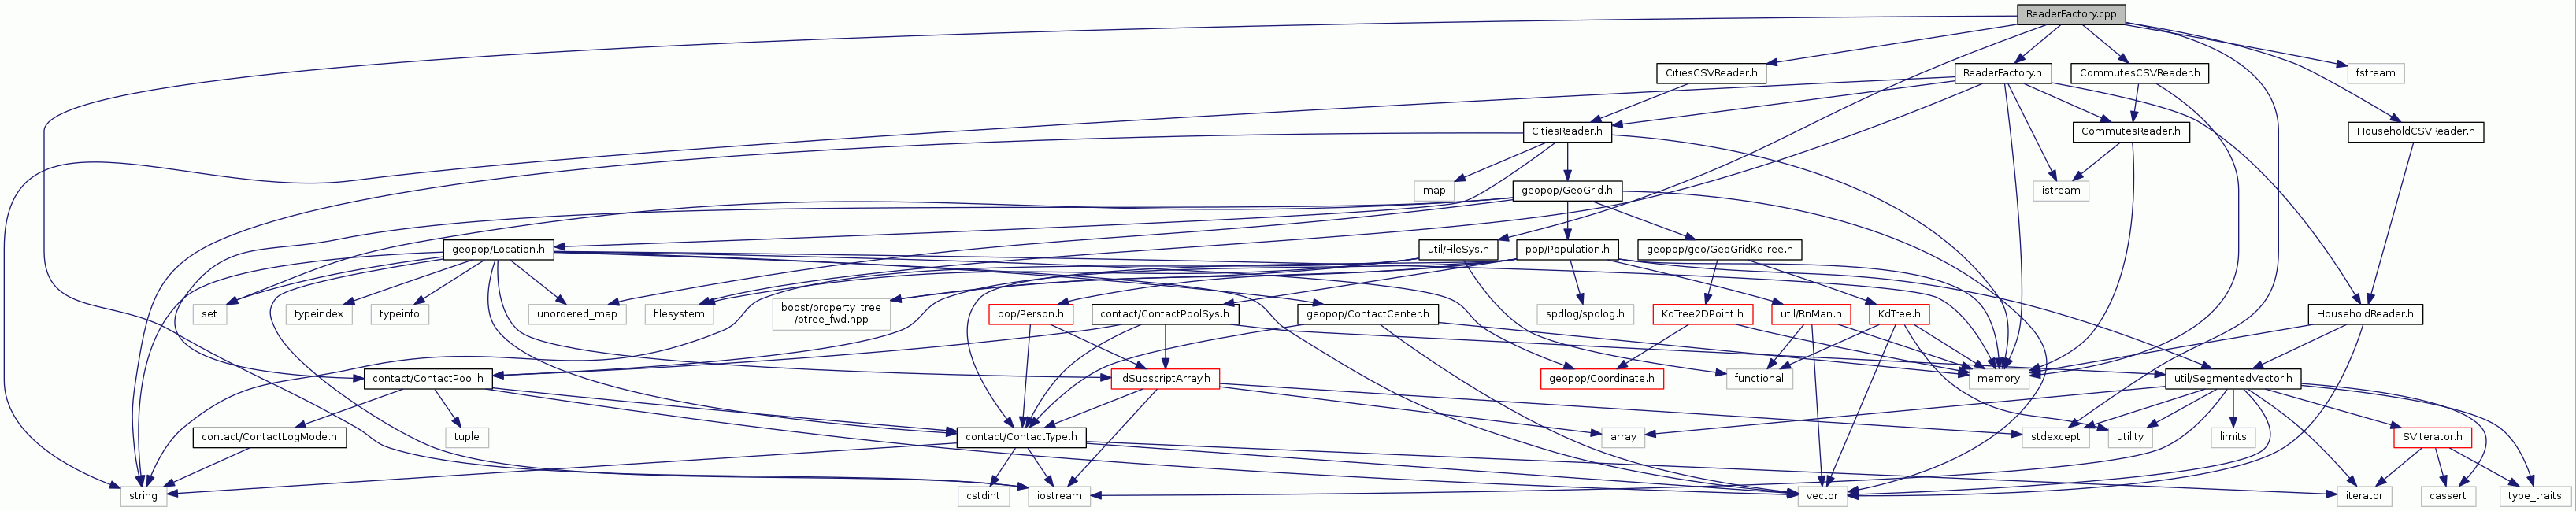 ReaderFactory.cpp
CitiesCSVReader.h
ReaderFactory.h
CommutesCSVReader.h
fstream
CitiesReader.h
CommutesReader.h
HouseholdCSVReader.h
map
geopop/GeoGrid.h
istream
geopop/Location.h
util/FileSys.h
pop/Population.h
geopop/geo/GeoGridKdTree.h
set
typeindex
typeinfo
unordered_map
filesystem
boost/property_tree
/ptree_fwd.hpp
pop/Person.h
contact/ContactPoolSys.h
geopop/ContactCenter.h
spdlog/spdlog.h
KdTree2DPoint.h
util/RnMan.h
KdTree.h
HouseholdReader.h
contact/ContactPool.h
IdSubscriptArray.h
geopop/Coordinate.h
functional
memory
util/SegmentedVector.h
contact/ContactLogMode.h
tuple
contact/ContactType.h
array
stdexcept
utility
limits
SVIterator.h
string
cstdint
iostream
vector
iterator
cassert
type_traits